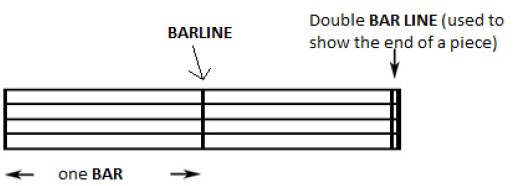 Double BAR LINE (used to
show the end of a piece)
BARLINE
one BAR